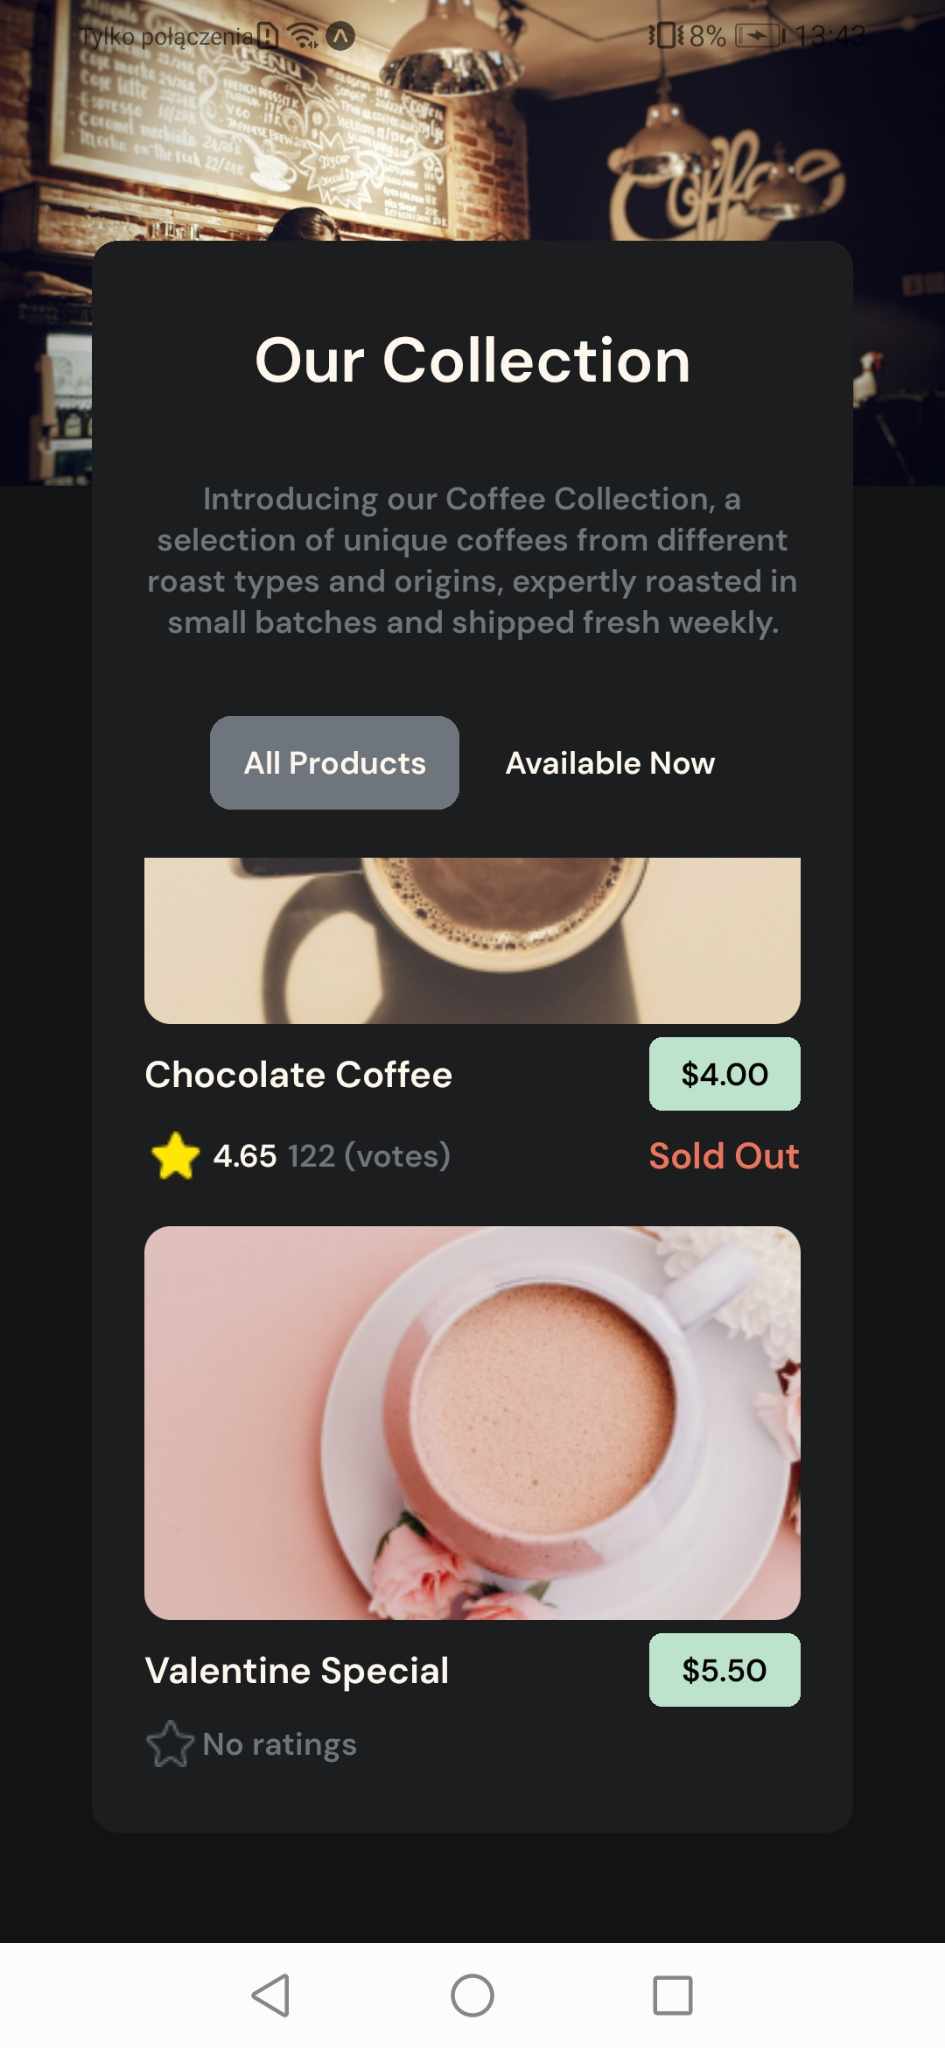 Tylko połączenia
8%
13:43
MENU
Coffee
Our Collection
Introducing our Coffee Collection, a
selection of unique coffees from different
roast types and origins, expertly roasted in
small batches and shipped fresh weekly.
All Products
Available Now
Chocolate Coffee
$4.00
4.65 122 (votes)
Sold Out
Valentine Special
$5.50
No ratings